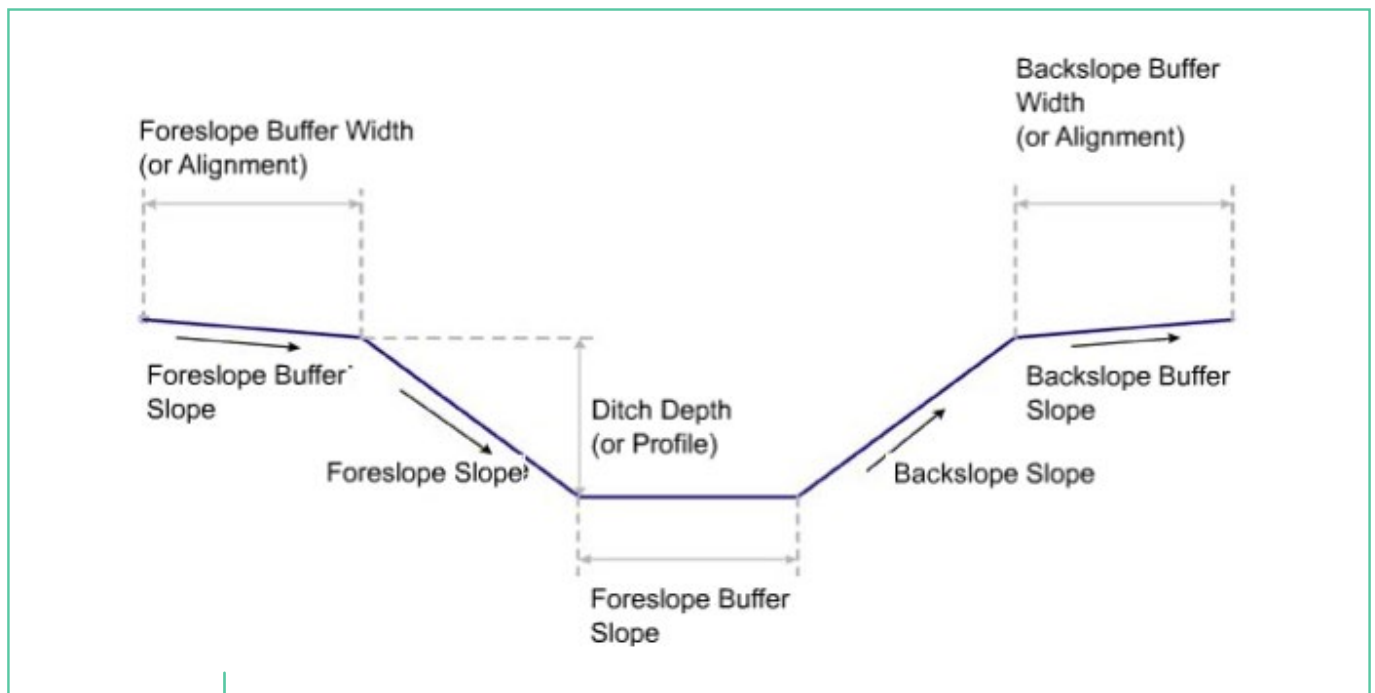 Backslope Buffer
Width
(or Alignment)
Foreslope Buffer Width
(or Alignment)
Foreslope Buffer
Slope
Backslope Buffer
Slope
Ditch Depth
(or Profile)
Foreslope Slope
Backslope Slope
Foreslope Buffer
Slope